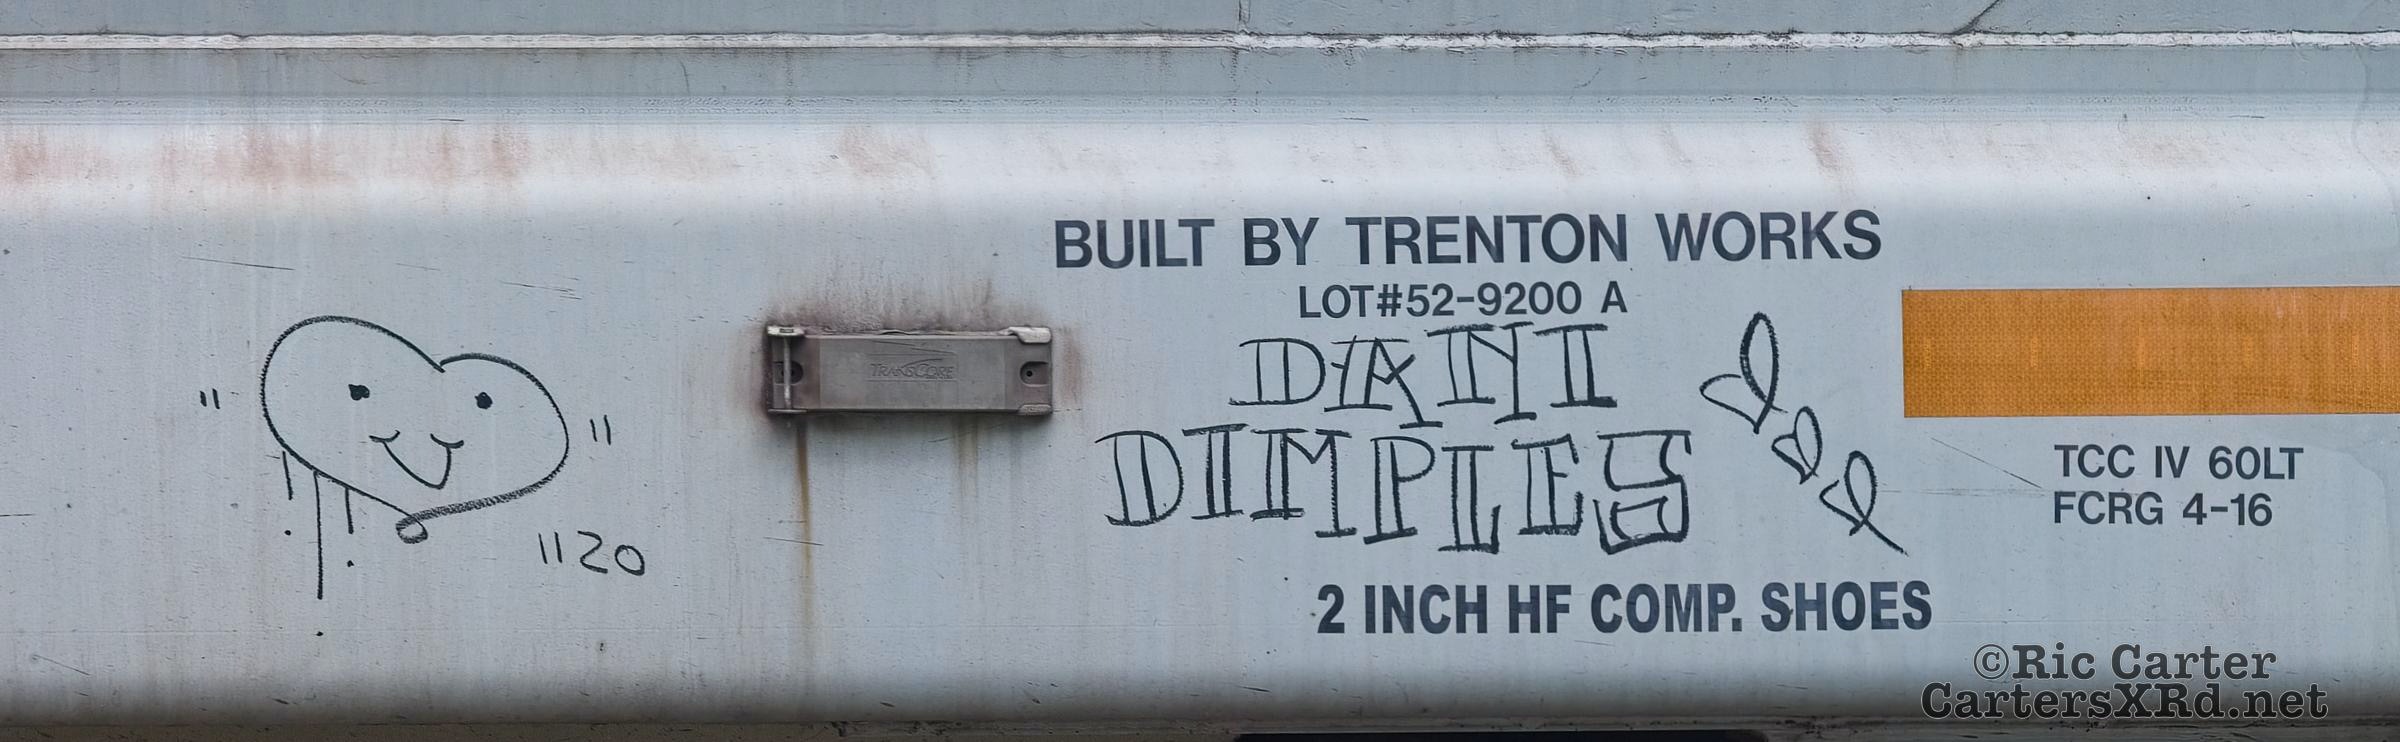 BUILT BY TRENTON WORKS
LOT#52-9200 A
TRANSCORE
DANI
DIMPLES
" "
1120
TCC IV 60LT
FCRG 4-16
2 INCH HF COMP. SHOES
©Ric Carter
CartersXRd.net